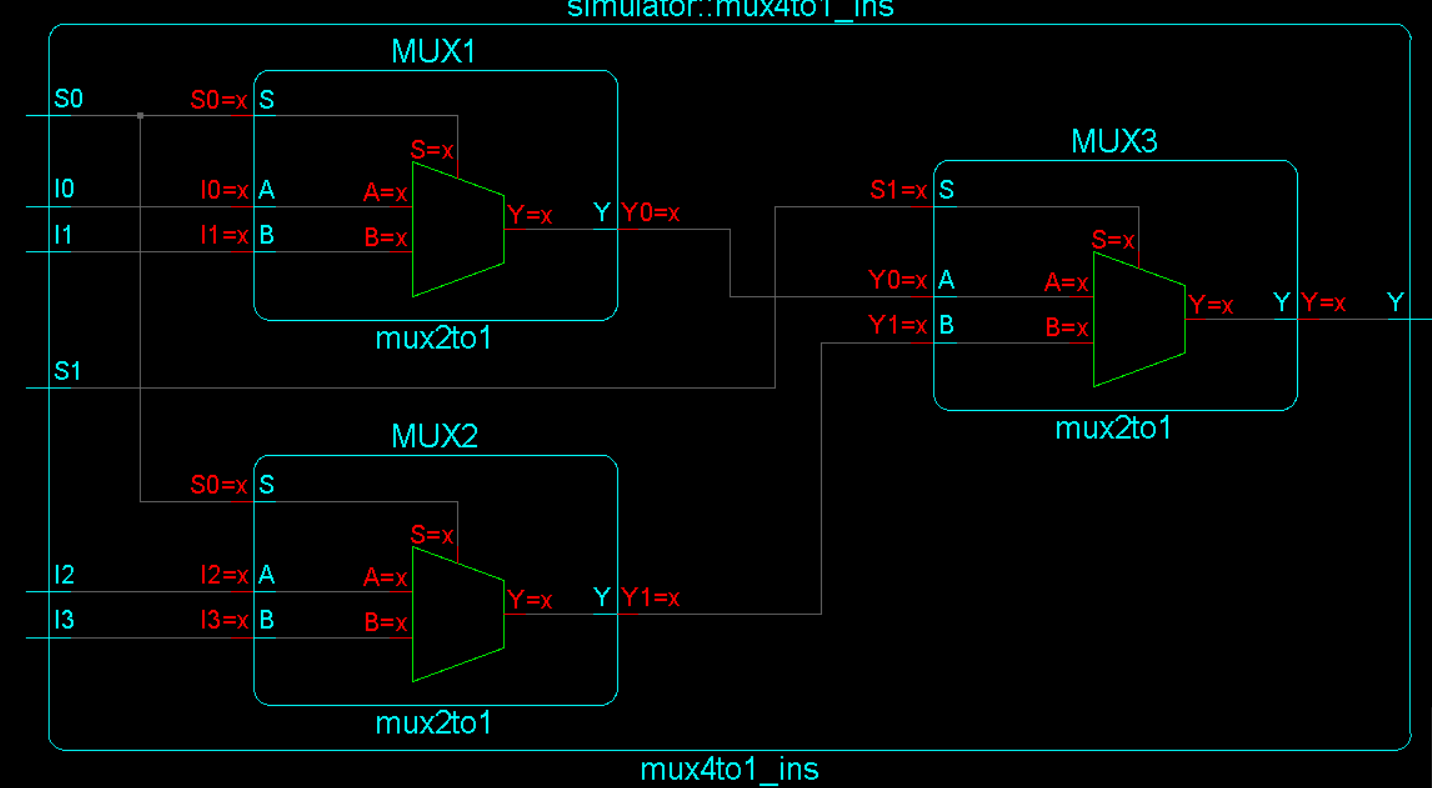 simulator::mux4to1_ins
MUX1
S0 S0=x S
S=x
I0 I0=x A A=x
Y=x Y Y0=x
I1 I1=x B B=x
mux2to1
MUX3
S1=x S
S=x
Y0=x A A=x
Y=x Y Y=x Y
Y1=x B B=x
mux2to1
S1
MUX2
S0=x S
S=x
I2 I2=x A A=x
Y=x Y Y1=x
I3 I3=x B B=x
mux2to1
mux4to1_ins